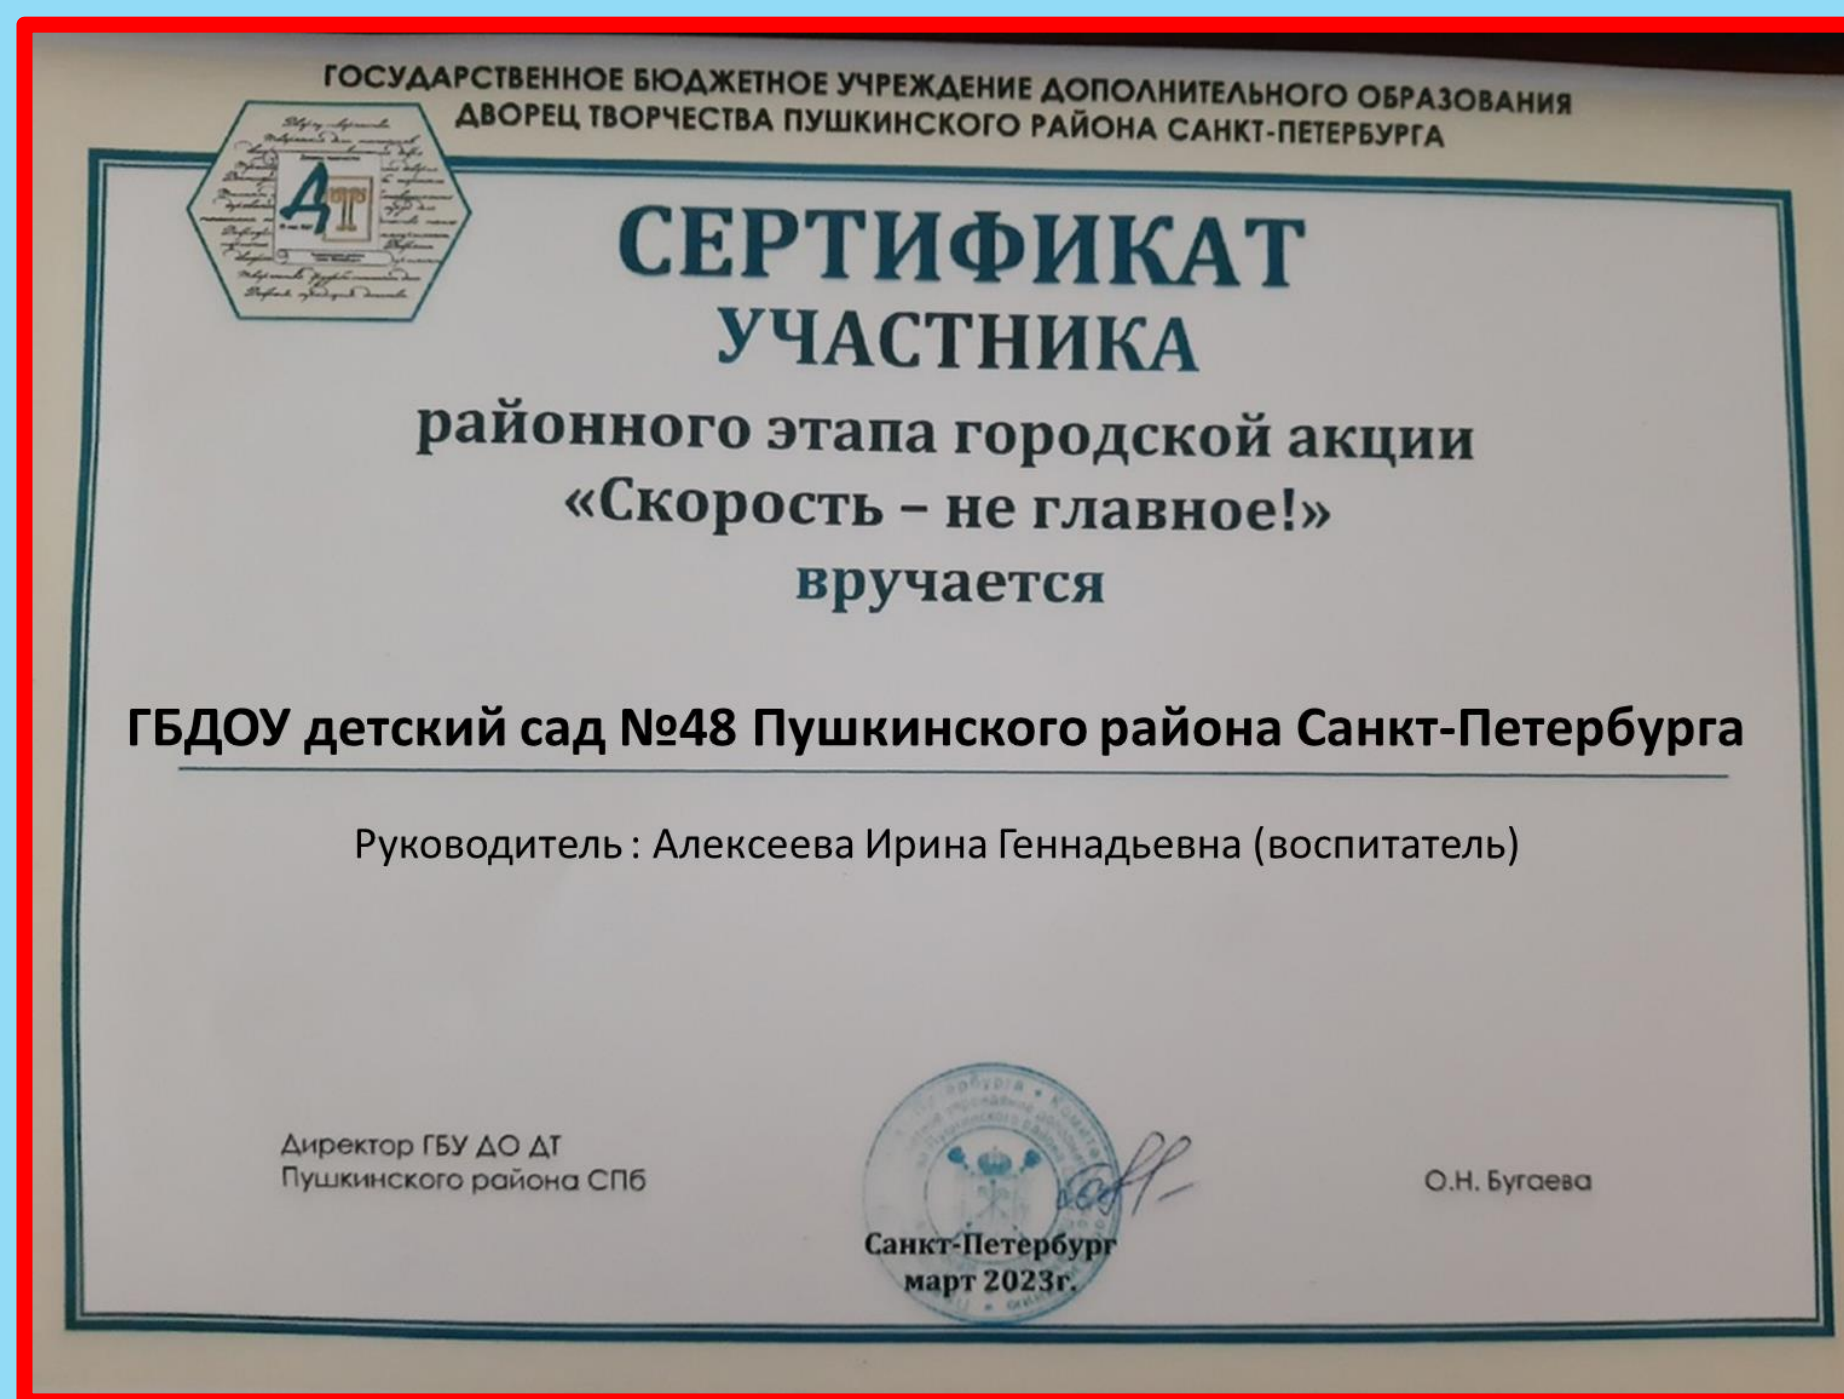 ГОСУДАРСТВЕННОЕ БЮДЖЕТНОЕ УЧРЕЖДЕНИЕ ДОПОЛНИТЕЛЬНОГО ОБРАЗОВАНИЯ
ДВОРЕЦ ТВОРЧЕСТВА ПУШКИНСКОГО РАЙОНА САНКТ-ПЕТЕРБУРГА
ДТ
СЕРТИФИКАТ
УЧАСТНИКА
районного этапа городской акции
«Скорость – не главное!»
вручается
ГБДОУ детский сад №48 Пушкинского района Санкт-Петербурга
Руководитель : Алексеева Ирина Геннадьевна (воспитатель)
Директор ГБУ ДО ДТ
Пушкинского района СПб
О.Н. Бугаева
Санкт-Петербург
март 2023г.